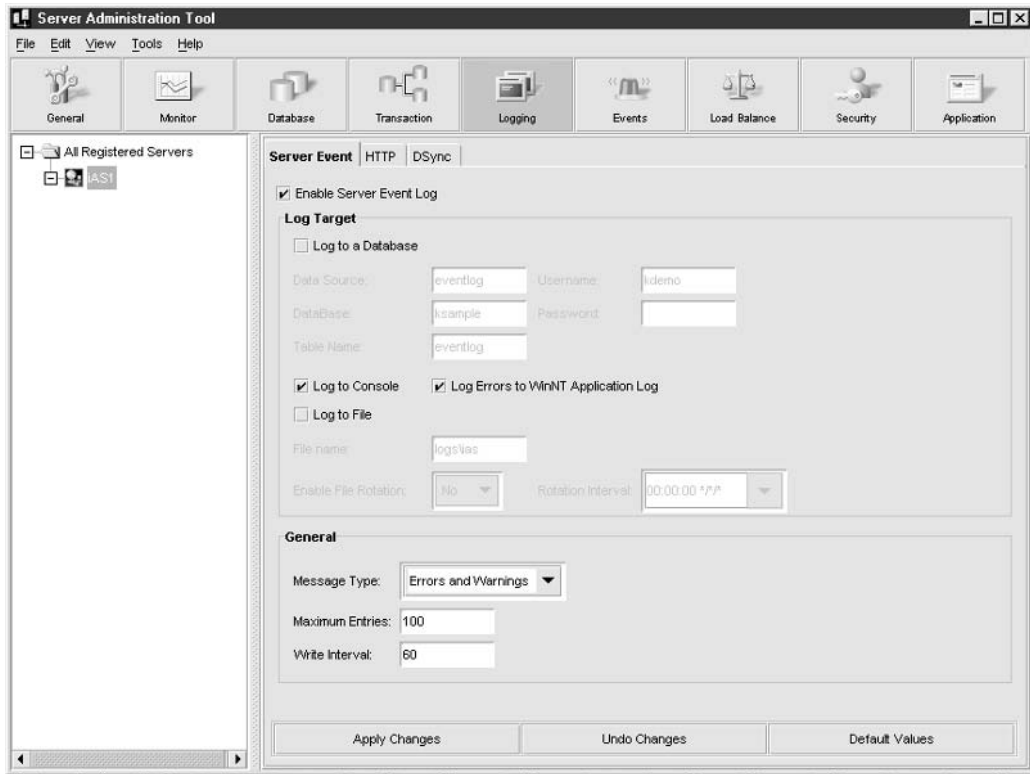 Server Administration Tool
File Edit View Tools Help
General Monitor Database Transaction Logging Events Load Balance Security Application
All Registered Servers
iAS1
Server Event HTTP DSync
Enable Server Event Log
Log Target
Log to a Database
Data Source: eventlog Username: kdemo
DataBase: ksample Password:
Table Name: eventlog
Log to Console Log Errors to WinNT Application Log
Log to File
File name: logs\ias
Enable File Rotation: No Rotation Interval: 00:00:00 */*/*
General
Message Type: Errors and Warnings
Maximum Entries: 100
Write Interval: 60
Apply Changes Undo Changes Default Values